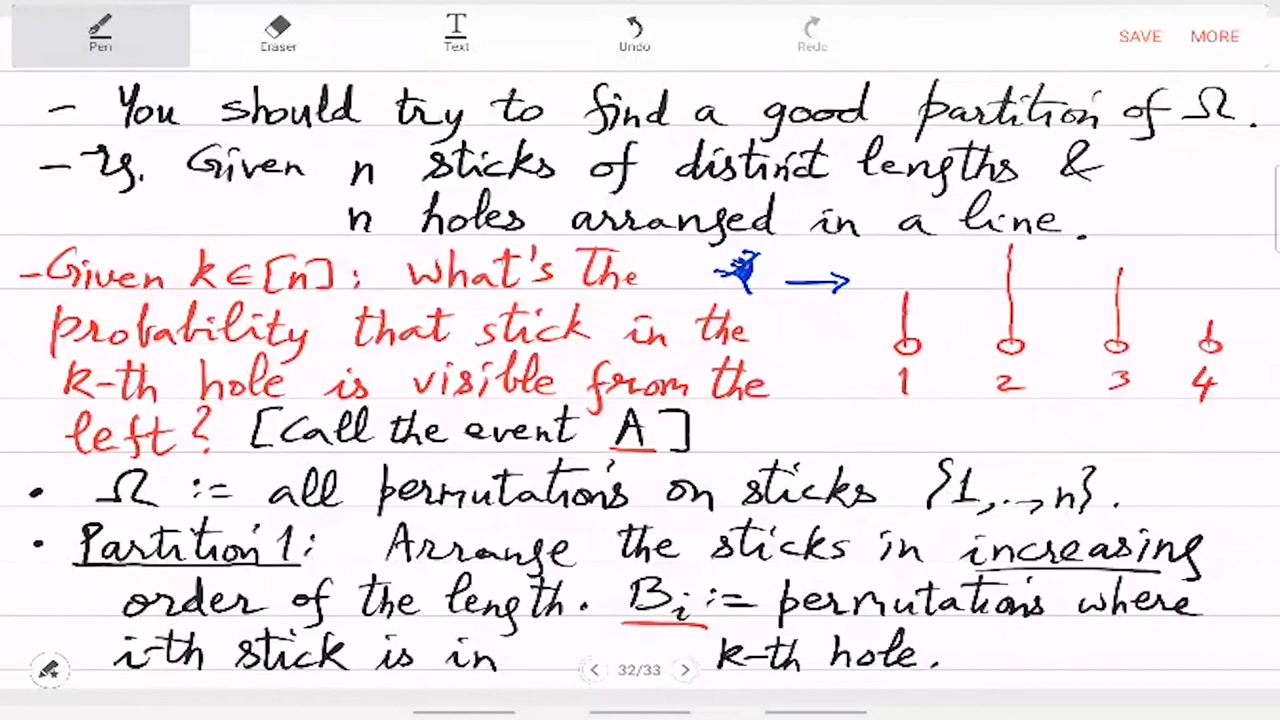 Pen Eraser Text Undo Redo SAVE MORE
- You should try to find a good partition of Ω.
- Eg. Given n sticks of distinct lengths &
n holes arranged in a line.
- Given k∈[n]: what's the
probability that stick in the
k-th hole is visible from the
left? [Call the event A]
1 2 3 4
• Ω := all permutations on sticks {1,..,n}.
• Partition 1: Arrange the sticks in increasing
order of the length. Bi := permutations where
i-th stick is in k-th hole.
32/33